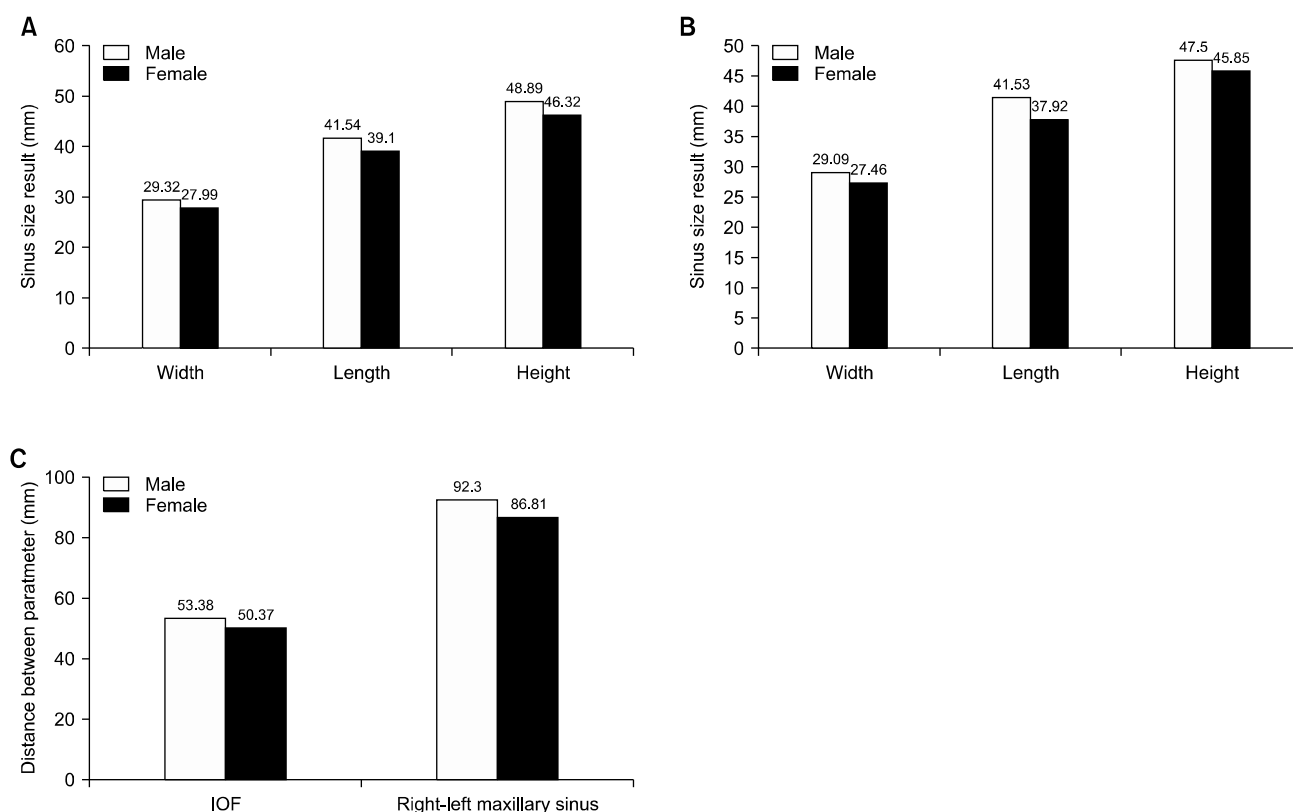 A
Sinus size result (mm)
60
50
40
30
20
10
0
Male
Female
29.32
27.99
41.54
39.1
48.89
46.32
Width
Length
Height
B
Sinus size result (mm)
50
45
40
35
30
25
20
15
10
5
0
Male
Female
29.09
27.46
41.53
37.92
47.5
45.85
Width
Length
Height
C
Distance between paratmeter (mm)
100
80
60
40
20
0
Male
Female
53.38
50.37
92.3
86.81
IOF
Right-left maxillary sinus